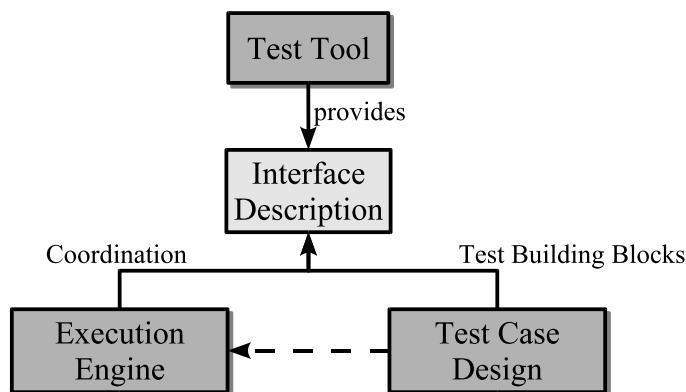 Test Tool
provides
Interface
Description
Coordination
Test Building Blocks
Execution
Engine
Test Case
Design